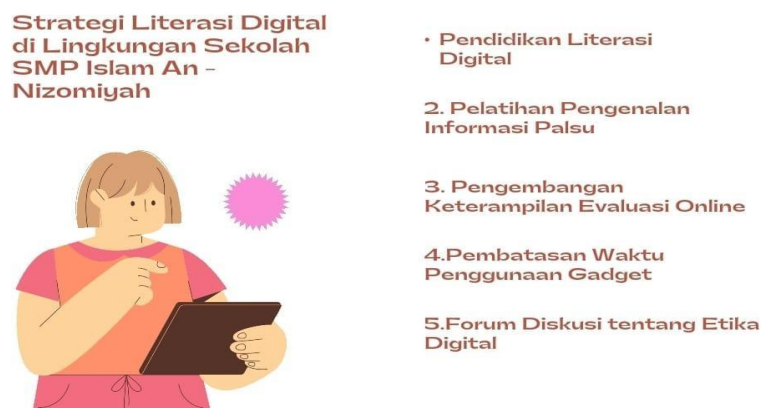 Strategi Literasi Digital
di Lingkungan Sekolah
SMP Islam An -
Nizomiyah
• Pendidikan Literasi
Digital
2. Pelatihan Pengenalan
Informasi Palsu
3. Pengembangan
Keterampilan Evaluasi Online
4.Pembatasan Waktu
Penggunaan Gadget
5.Forum Diskusi tentang Etika
Digital